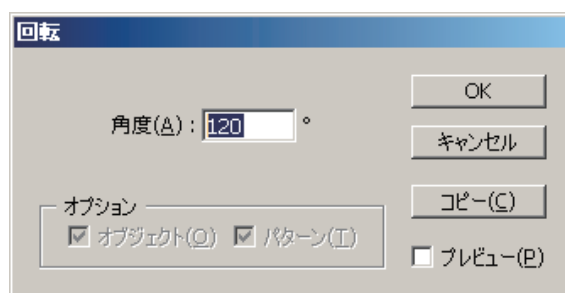 回転
角度(A):120 °
OK
キャンセル
コピー(C)
プレビュー(P)
オプション
オブジェクト(O) パターン(T)